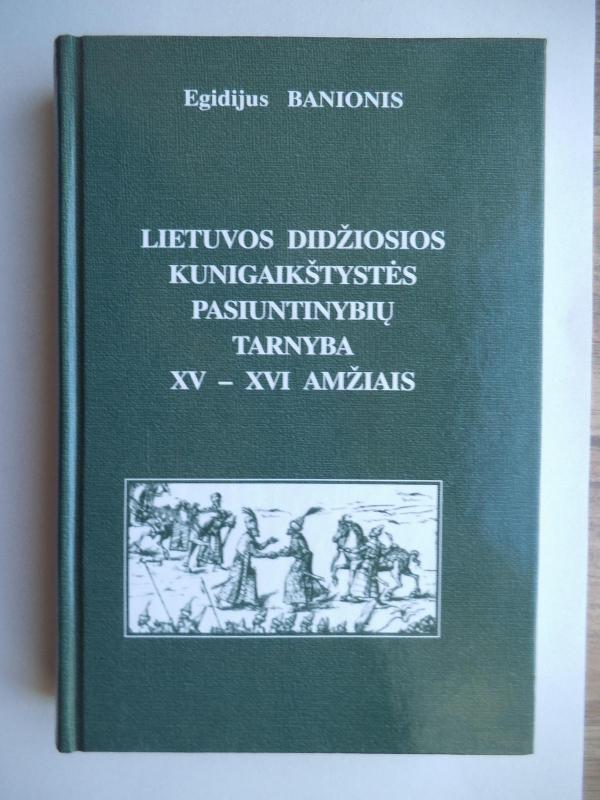 Egidijus BANIONIS
LIETUVOS DIDŽIOSIOS
KUNIGAIKŠTYSTĖS
PASIUNTINYBIŲ
TARNYBA
XV – XVI AMŽIAIS